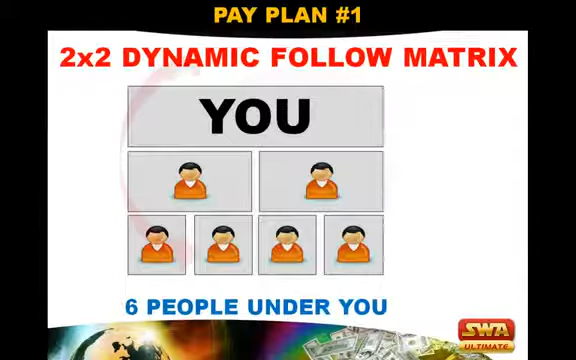 PAY PLAN #1
2x2 DYNAMIC FOLLOW MATRIX
YOU
6 PEOPLE UNDER YOU
SWA
ULTIMATE